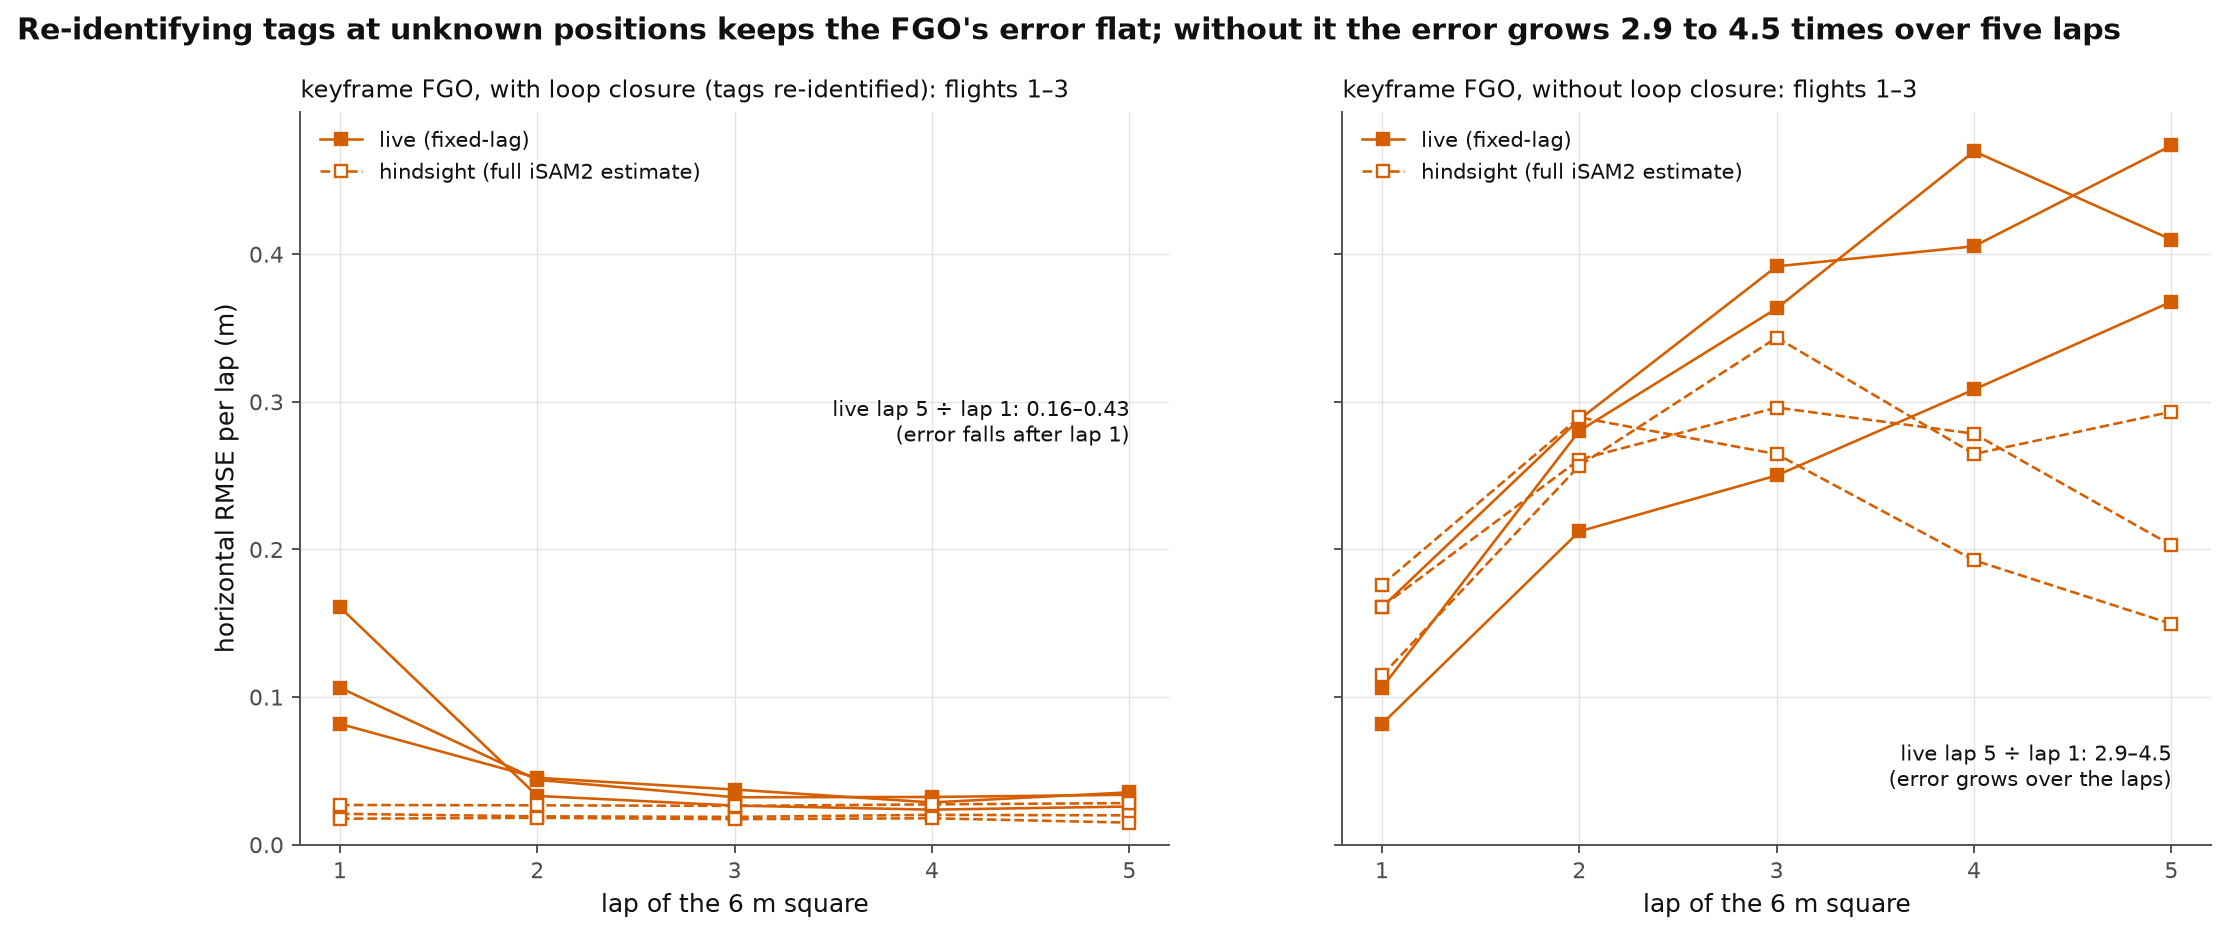 Re-identifying tags at unknown positions keeps the FGO's error flat; without it the error grows 2.9 to 4.5 times over five laps
keyframe FGO, with loop closure (tags re-identified): flights 1–3
live (fixed-lag)
hindsight (full iSAM2 estimate)
live lap 5 ÷ lap 1: 0.16–0.43
(error falls after lap 1)
horizontal RMSE per lap (m)
0.4
0.3
0.2
0.1
0.0
1 2 3 4 5
lap of the 6 m square
keyframe FGO, without loop closure: flights 1–3
live (fixed-lag)
hindsight (full iSAM2 estimate)
live lap 5 ÷ lap 1: 2.9–4.5
(error grows over the laps)
1 2 3 4 5
lap of the 6 m square